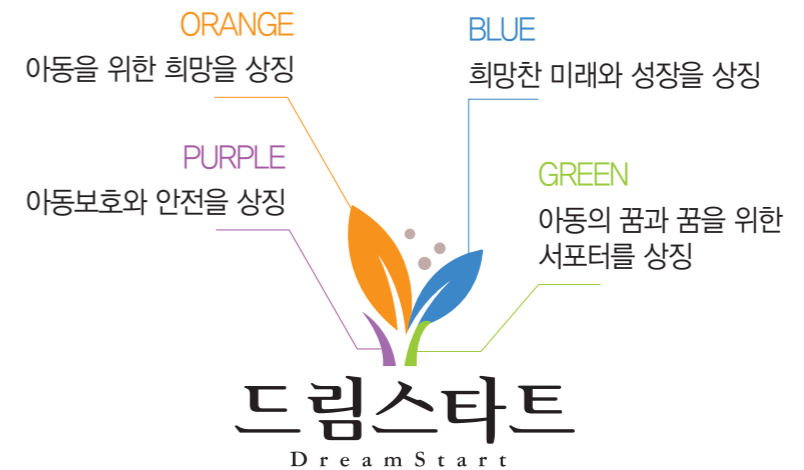 ORANGE
아동을 위한 희망을 상징
BLUE
희망찬 미래와 성장을 상징
PURPLE
아동보호와 안전을 상징
GREEN
아동의 꿈과 꿈을 위한
서포터를 상징
드림스타트
DreamStart